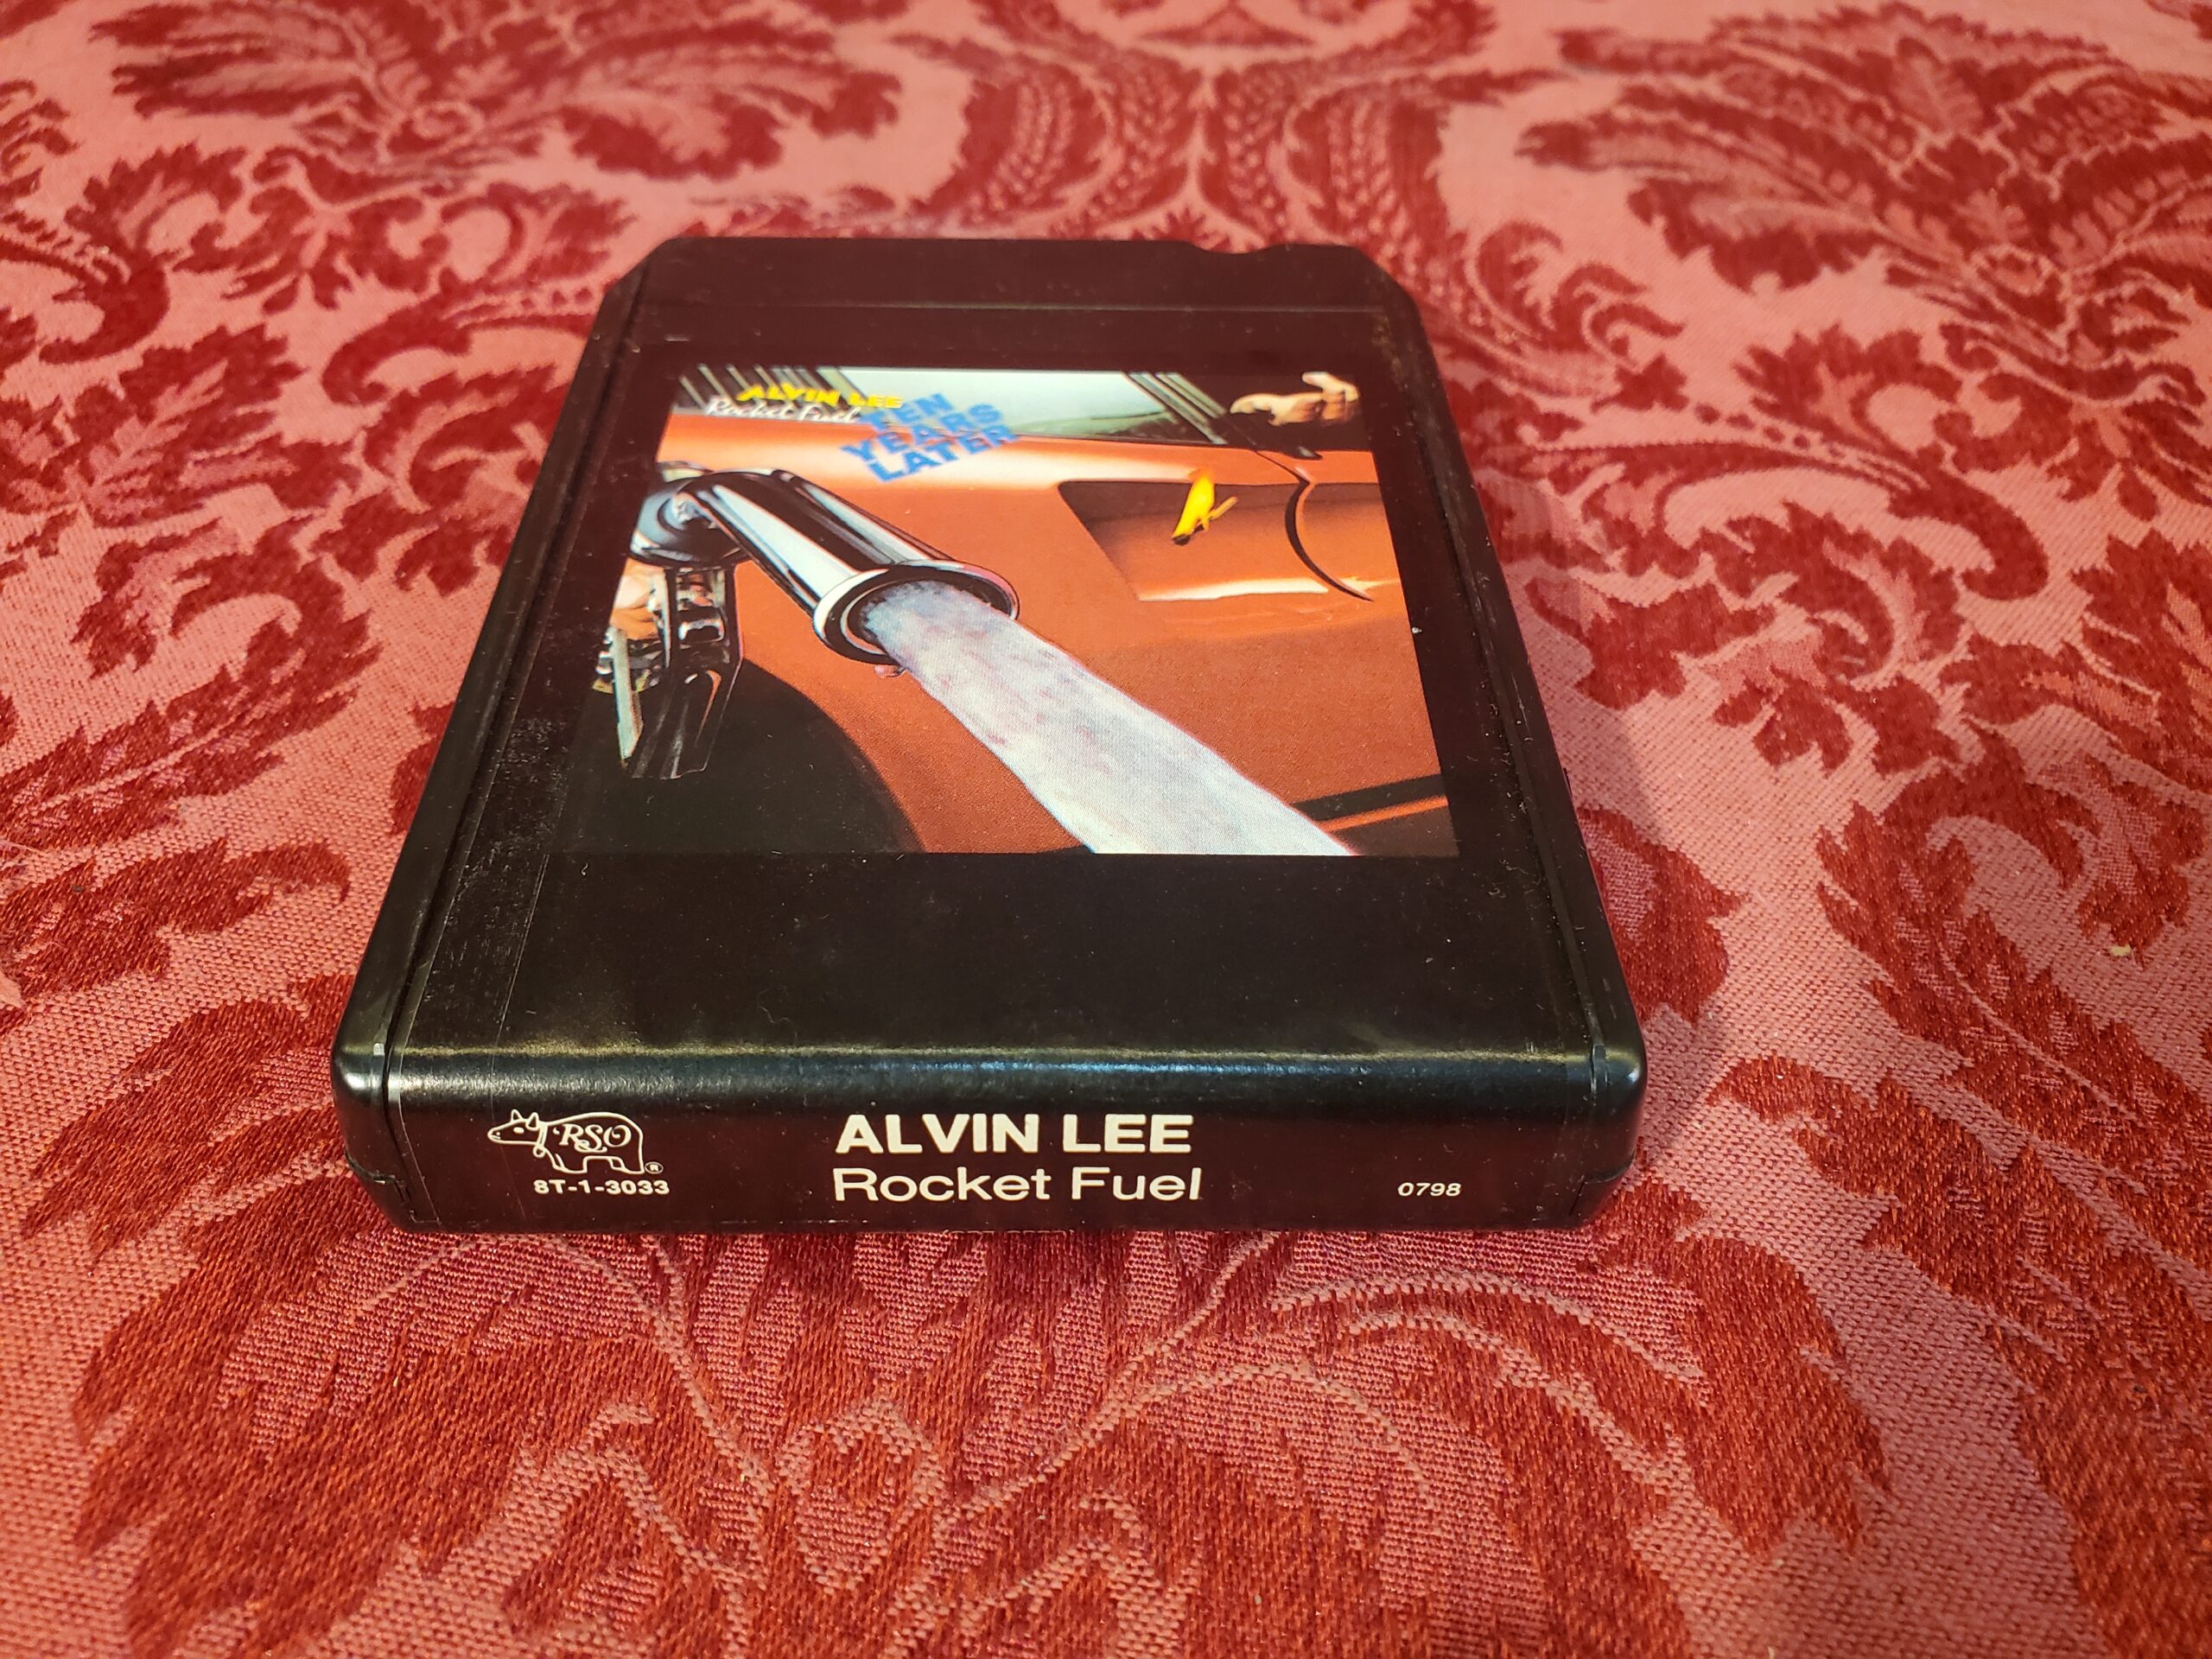 ALVIN LEE
Rocket Fuel
TEN
YEARS
LATER
RSO
®
8T-1-3033
ALVIN LEE
Rocket Fuel
0798